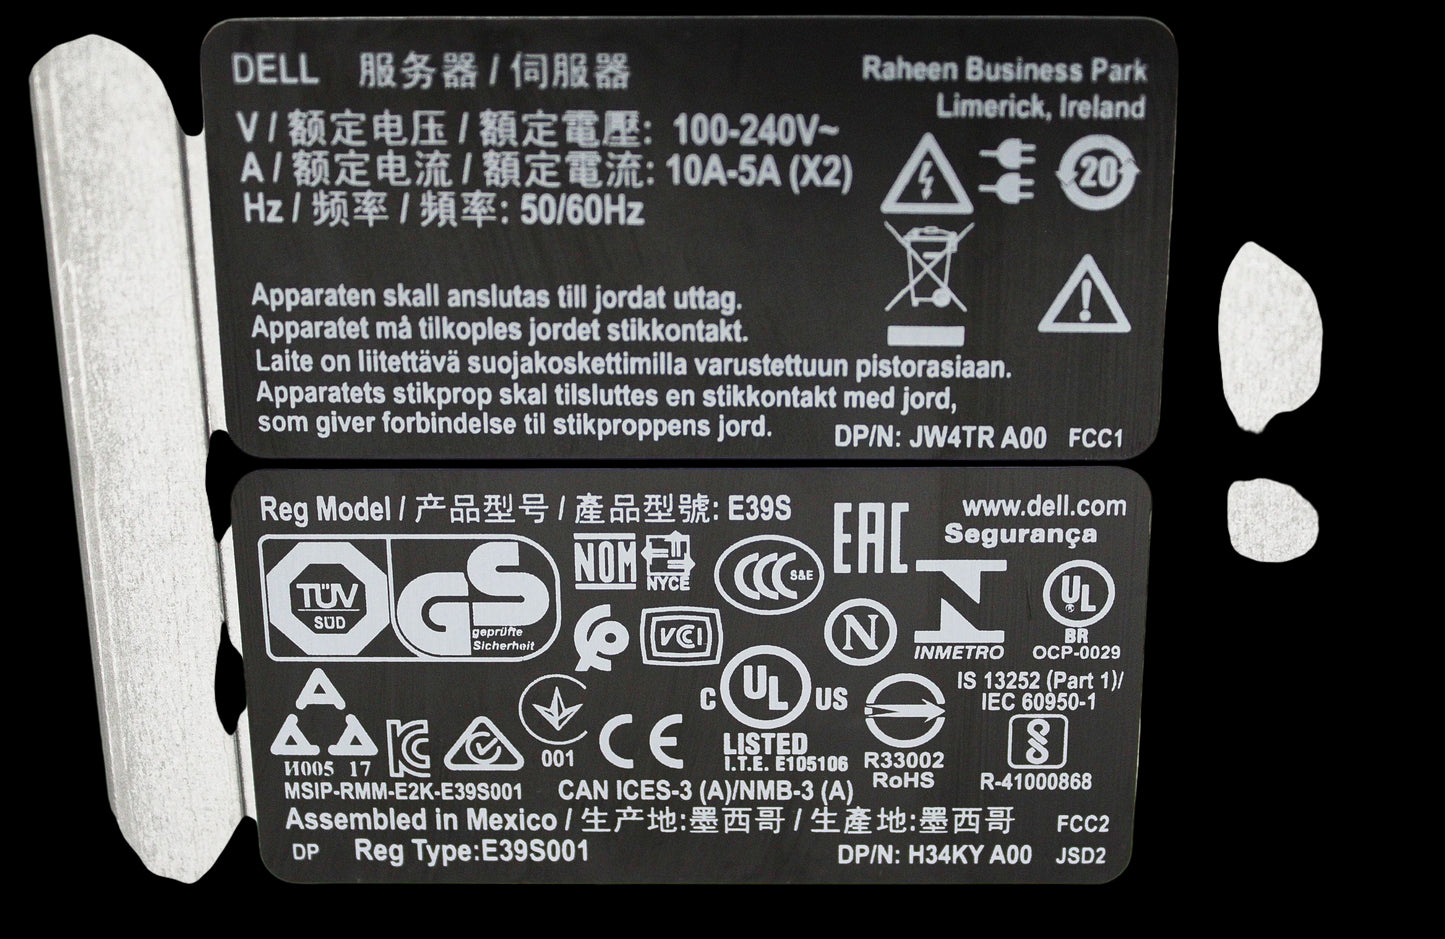 DELL 服务器 / 伺服器
Raheen Business Park
Limerick, Ireland
V / 额定电压 / 額定電壓: 100-240V~
A / 额定电流 / 額定電流: 10A-5A (X2)
Hz / 频率 / 頻率: 50/60Hz
20
Apparaten skall anslutas till jordat uttag.
Apparatet må tilkoples jordet stikkontakt.
Laite on liitettävä suojakoskettimilla varustettuun pistorasiaan.
Apparatets stikprop skal tilsluttes en stikkontakt med jord,
som giver forbindelse til stikproppens jord.
DP/N: JW4TR A00 FCC1
Reg Model / 产品型号 / 產品型號: E39S
www.dell.com
Segurança
TÜV
SÜD
GS
geprüfte
Sicherheit
NOM
NYCE
CCC S&E
EAC
VCI
N
INMETRO
UL
BR
OCP-0029
IS 13252 (Part 1)/
IEC 60950-1
R-41000868
И005 17
001
CE
C UL US
LISTED
I.T.E. E105106
R33002
RoHS
MSIP-RMM-E2K-E39S001
CAN ICES-3 (A)/NMB-3 (A)
Assembled in Mexico / 生产地:墨西哥 / 生產地:墨西哥
FCC2
DP Reg Type:E39S001
DP/N: H34KY A00 JSD2